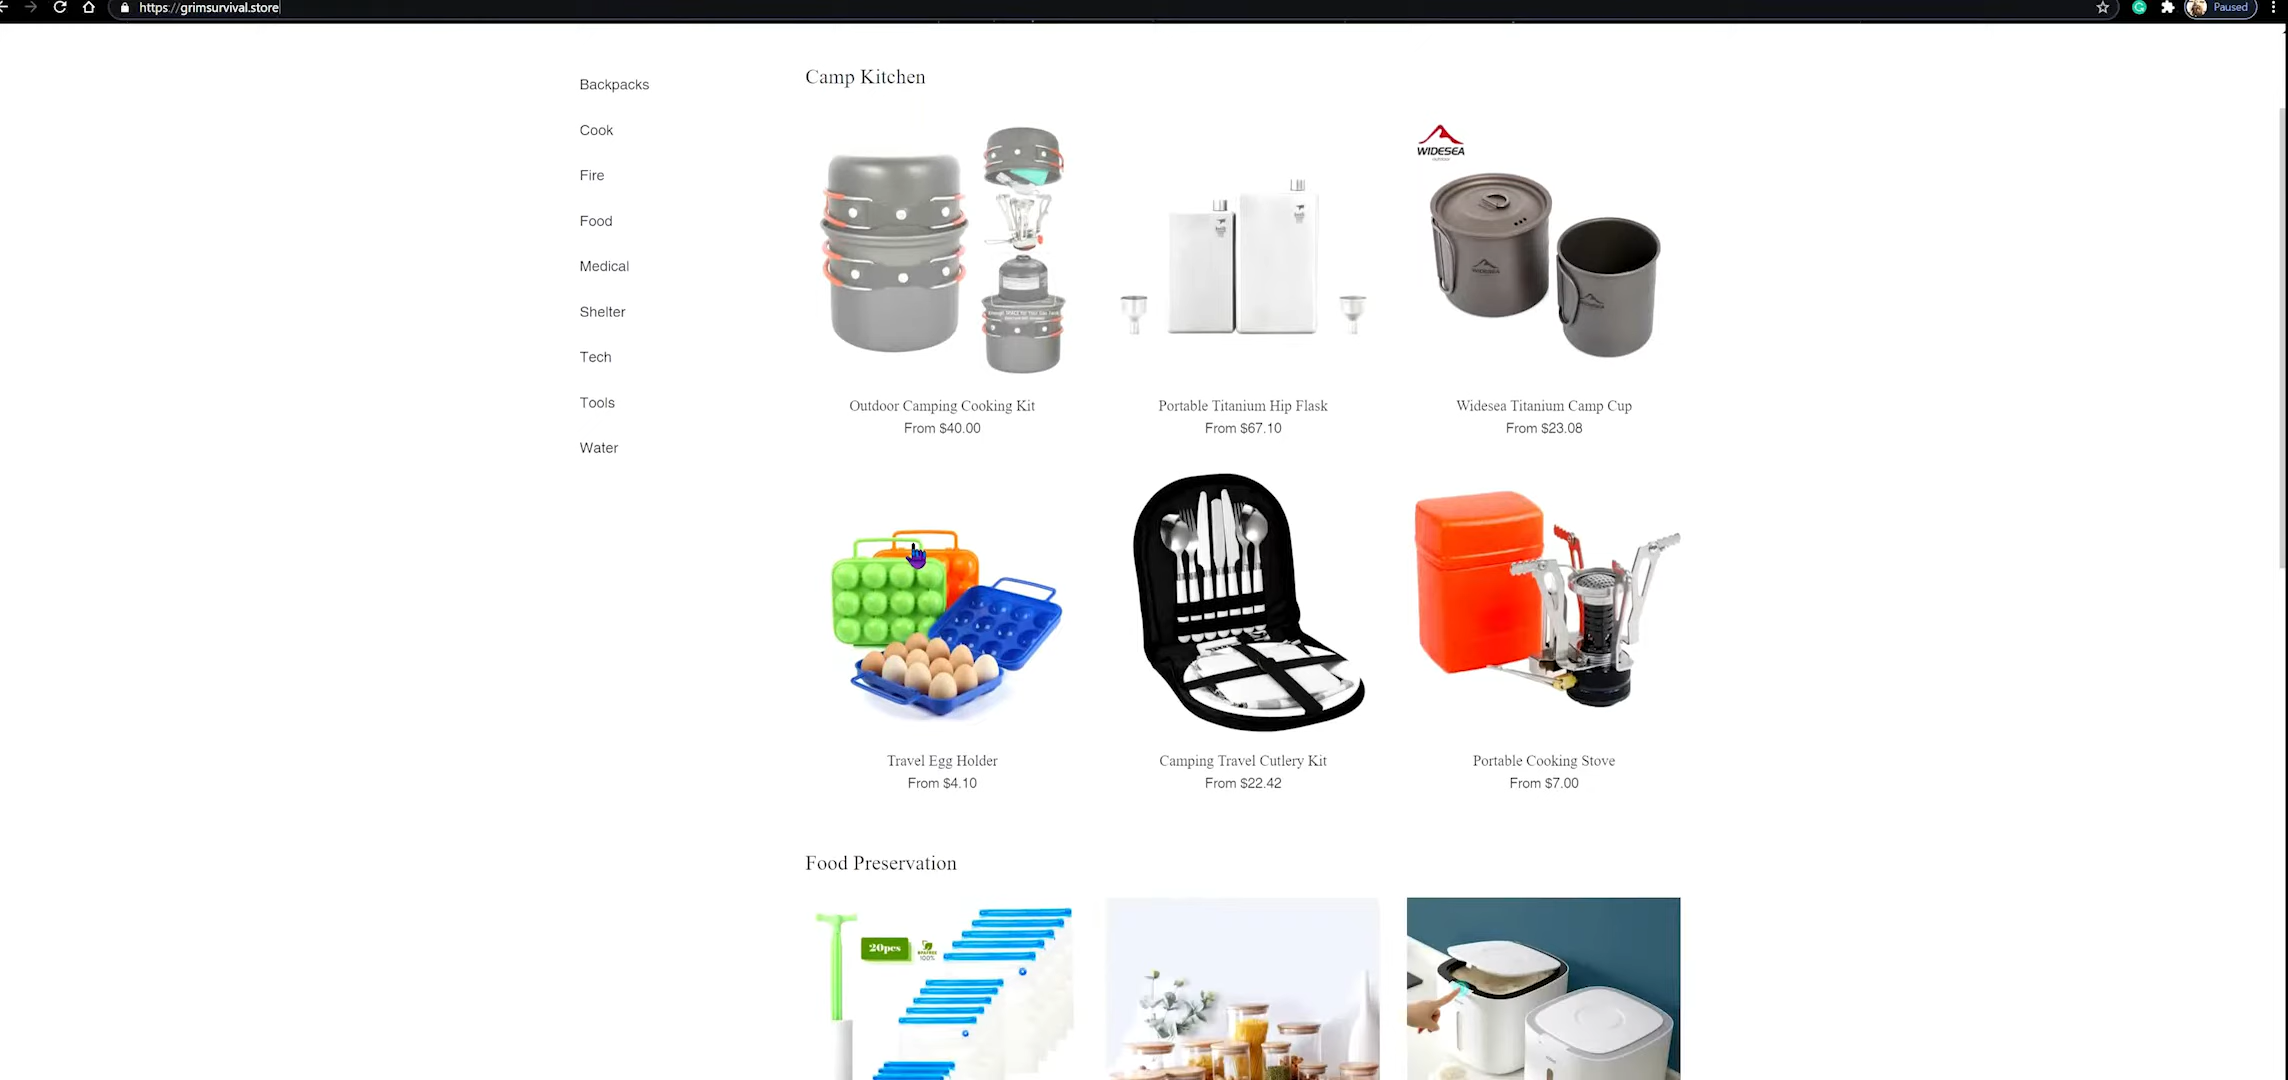 https://grimsurvival.store
Paused
Backpacks
Cook
Fire
Food
Medical
Shelter
Tech
Tools
Water
Camp Kitchen
WIDESEA
WIDESEA
Outdoor Camping Cooking Kit
From $40.00
Portable Titanium Hip Flask
From $67.10
Widesea Titanium Camp Cup
From $23.08
Travel Egg Holder
From $4.10
Camping Travel Cutlery Kit
From $22.42
Portable Cooking Stove
From $7.00
Food Preservation
20pcs
100%